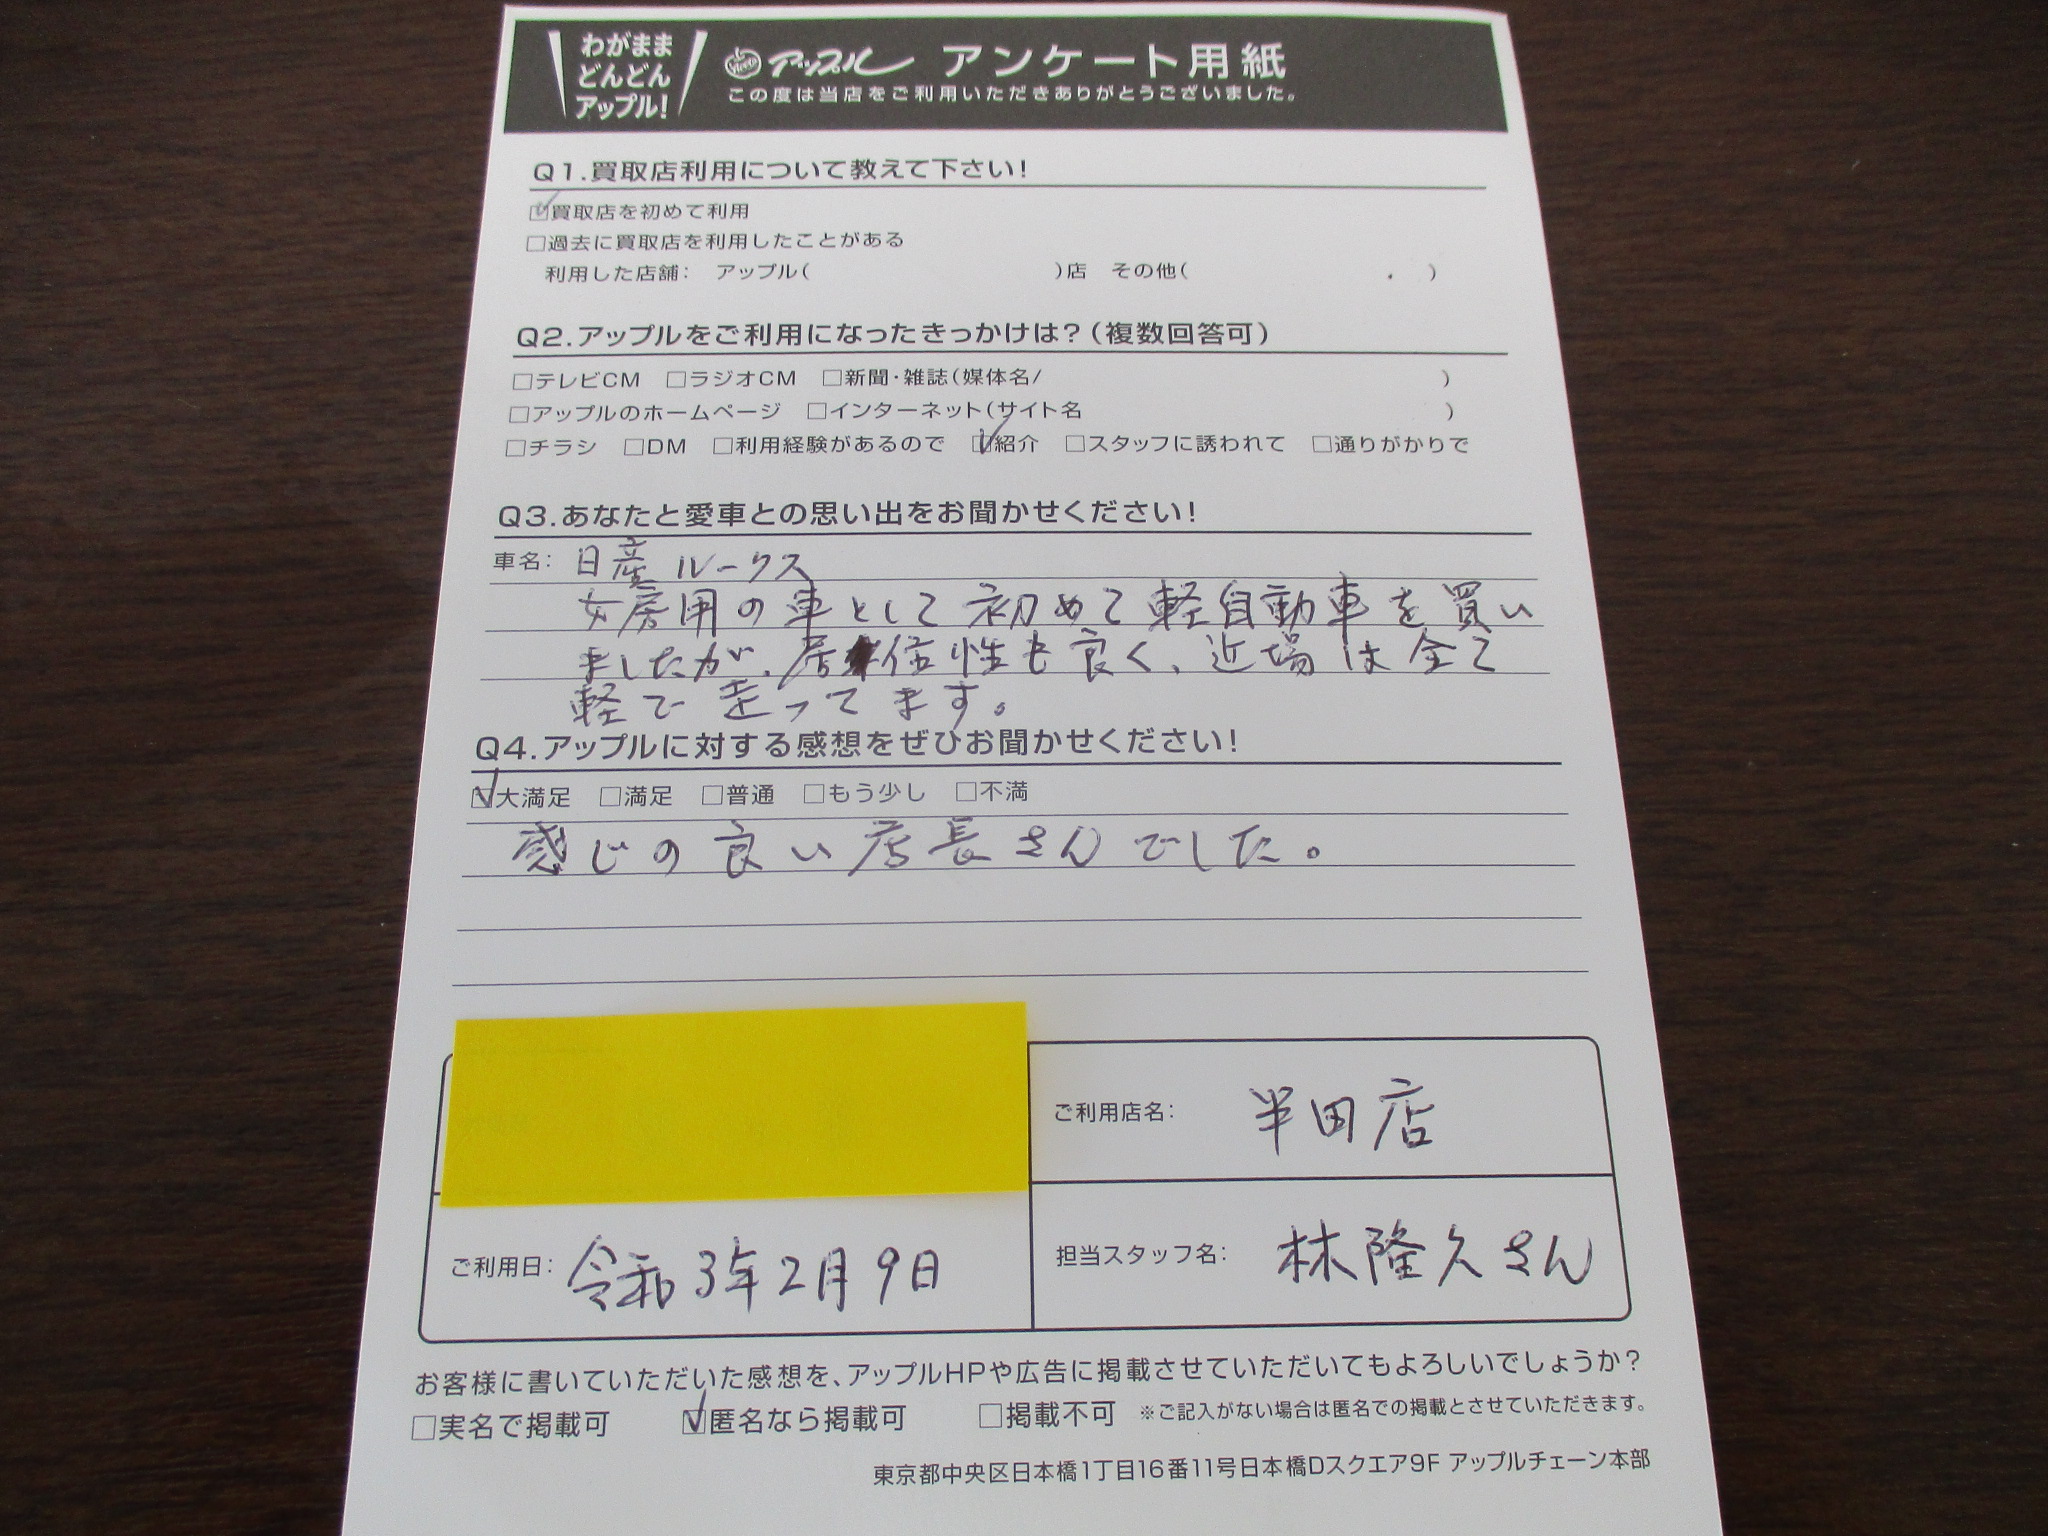 わがまま
どんどん
アップル!
アップル アンケート用紙
この度は当店をご利用いただきありがとうございました。
Q1.買取店利用について教えて下さい!
☑買取店を初めて利用
□過去に買取店を利用したことがある
利用した店舗: アップル( )店 その他( )
Q2.アップルをご利用になったきっかけは?(複数回答可)
□テレビCM □ラジオCM □新聞・雑誌(媒体名/ )
□アップルのホームページ □インターネット(サイト名 )
□チラシ □DM □利用経験があるので ☑紹介 □スタッフに誘われて □通りがかりで
Q3.あなたと愛車との思い出をお聞かせください!
車名: 日産 ルークス
女房用の車として初めて軽自動車を買い
ましたが、居住性も良く、近場は全て
軽で走ってます。
Q4.アップルに対する感想をぜひお聞かせください!
☑大満足 □満足 □普通 □もう少し □不満
感じの良い店長さんでした。
ご利用店名: 半田店
ご利用日: 令和3年2月9日
担当スタッフ名: 林隆久さん
お客様に書いていただいた感想を、アップルHPや広告に掲載させていただいてもよろしいでしょうか?
□実名で掲載可 ☑匿名なら掲載可 □掲載不可 ※ご記入がない場合は匿名での掲載とさせていただきます。
東京都中央区日本橋1丁目16番11号日本橋Dスクエア9F アップルチェーン本部